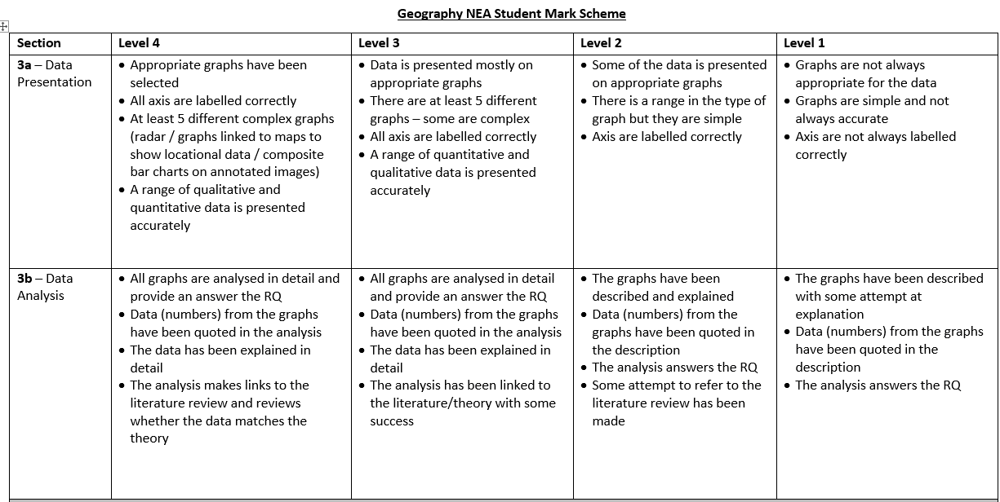 Geography NEA Student Mark Scheme
Section
Level 4
Level 3
Level 2
Level 1
3a – Data
Presentation
• Appropriate graphs have been
selected
• All axis are labelled correctly
• At least 5 different complex graphs
(radar / graphs linked to maps to
show locational data / composite
bar charts on annotated images)
• A range of qualitative and
quantitative data is presented
accurately
• Data is presented mostly on
appropriate graphs
• There are at least 5 different
graphs – some are complex
• All axis are labelled correctly
• A range of quantitative and
qualitative data is presented
accurately
• Some of the data is presented
on appropriate graphs
• There is a range in the type of
graph but they are simple
• Axis are labelled correctly
• Graphs are not always
appropriate for the data
• Graphs are simple and not
always accurate
• Axis are not always labelled
correctly
3b – Data
Analysis
• All graphs are analysed in detail and
provide an answer the RQ
• Data (numbers) from the graphs
have been quoted in the analysis
• The data has been explained in
detail
• The analysis makes links to the
literature review and reviews
whether the data matches the
theory
• All graphs are analysed in detail
and provide an answer the RQ
• Data (numbers) from the graphs
have been quoted in the analysis
• The data has been explained in
detail
• The analysis has been linked to
the literature/theory with some
success
• The graphs have been
described and explained
• Data (numbers) from the
graphs have been quoted in
the description
• The analysis answers the RQ
• Some attempt to refer to the
literature review has been
made
• The graphs have been described
with some attempt at
explanation
• Data (numbers) from the graphs
have been quoted in the
description
• The analysis answers the RQ